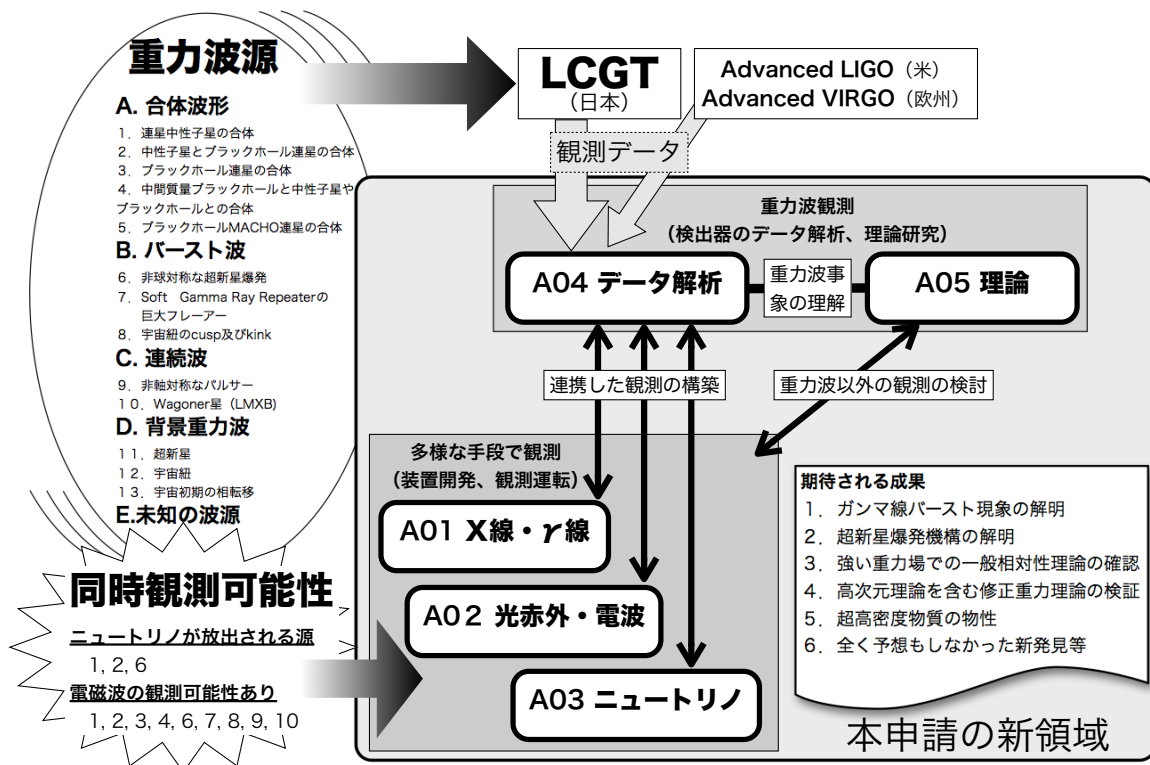 重力波源
A. 合体波形
1．連星中性子星の合体
2．中性子星とブラックホール連星の合体
3．ブラックホール連星の合体
4．中間質量ブラックホールと中性子星や
ブラックホールとの合体
5．ブラックホールMACHO連星の合体
B. バースト波
6．非球対称な超新星爆発
7．Soft　Gamma Ray Repeaterの
巨大フレーアー
8．宇宙紐のcusp及びkink
C. 連続波
9．非軸対称なパルサー
10．Wagoner星（LMXB)
D. 背景重力波
11．超新星
12．宇宙紐
13．宇宙初期の相転移
E.未知の波源
同時観測可能性
ニュートリノが放出される源
1, 2, 6
電磁波の観測可能性あり
1, 2, 3, 4, 6, 7, 8, 9, 10
LCGT
（日本）
Advanced LIGO（米）
Advanced VIRGO（欧州）
観測データ
重力波観測
（検出器のデータ解析、理論研究）
A04 データ解析
重力波事
象の理解
A05 理論
連携した観測の構築
重力波以外の観測の検討
多様な手段で観測
（装置開発、観測運転）
A01 X線・γ線
A02 光赤外・電波
A03 ニュートリノ
期待される成果
1．ガンマ線バースト現象の解明
2．超新星爆発機構の解明
3．強い重力場での一般相対性理論の確認
4．高次元理論を含む修正重力理論の検証
5．超高密度物質の物性
6．全く予想もしなかった新発見等
本申請の新領域